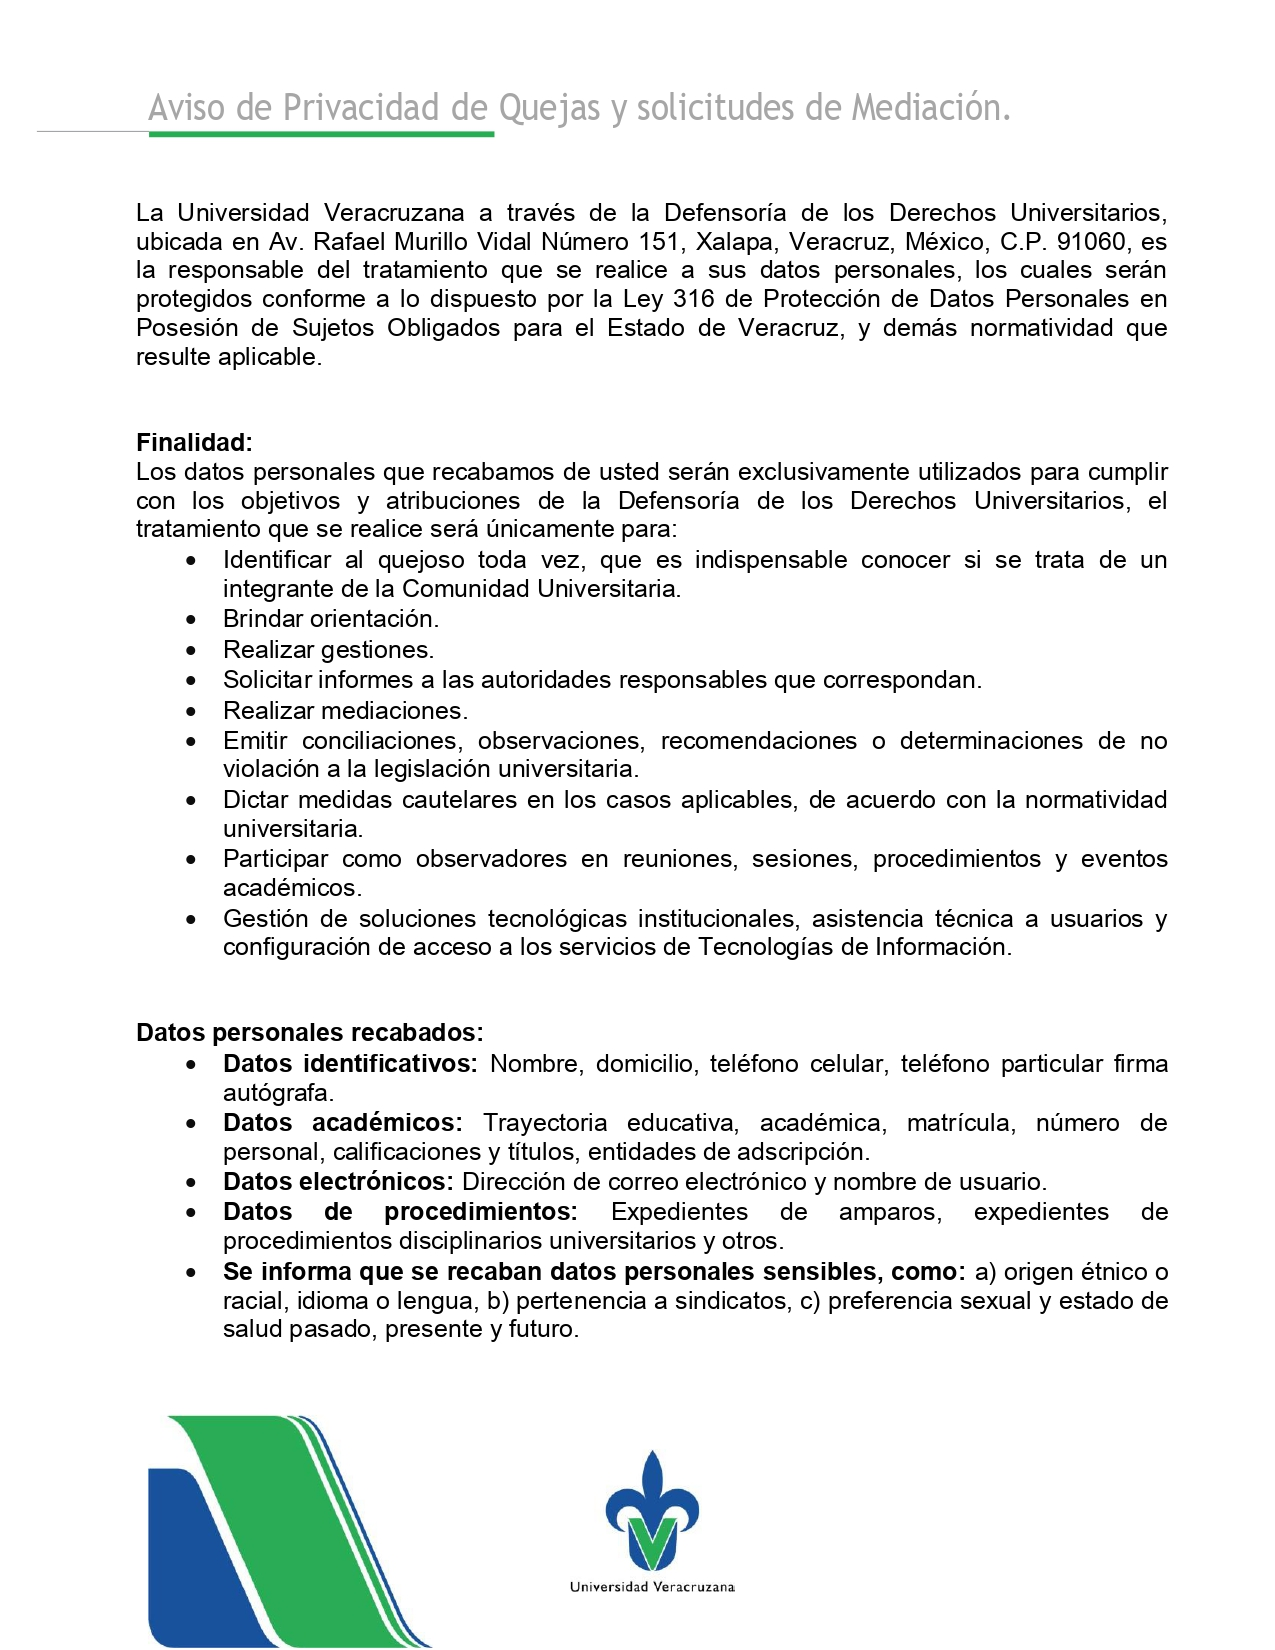 Aviso de Privacidad de Quejas y solicitudes de Mediación.
La Universidad Veracruzana a través de la Defensoría de los Derechos Universitarios,
ubicada en Av. Rafael Murillo Vidal Número 151, Xalapa, Veracruz, México, C.P. 91060, es
la responsable del tratamiento que se realice a sus datos personales, los cuales serán
protegidos conforme a lo dispuesto por la Ley 316 de Protección de Datos Personales en
Posesión de Sujetos Obligados para el Estado de Veracruz, y demás normatividad que
resulte aplicable.
Finalidad:
Los datos personales que recabamos de usted serán exclusivamente utilizados para cumplir
con los objetivos y atribuciones de la Defensoría de los Derechos Universitarios, el
tratamiento que se realice será únicamente para:
• Identificar al quejoso toda vez, que es indispensable conocer si se trata de un
integrante de la Comunidad Universitaria.
• Brindar orientación.
• Realizar gestiones.
• Solicitar informes a las autoridades responsables que correspondan.
• Realizar mediaciones.
• Emitir conciliaciones, observaciones, recomendaciones o determinaciones de no
violación a la legislación universitaria.
• Dictar medidas cautelares en los casos aplicables, de acuerdo con la normatividad
universitaria.
• Participar como observadores en reuniones, sesiones, procedimientos y eventos
académicos.
• Gestión de soluciones tecnológicas institucionales, asistencia técnica a usuarios y
configuración de acceso a los servicios de Tecnologías de Información.
Datos personales recabados:
• Datos identificativos: Nombre, domicilio, teléfono celular, teléfono particular firma
autógrafa.
• Datos académicos: Trayectoria educativa, académica, matrícula, número de
personal, calificaciones y títulos, entidades de adscripción.
• Datos electrónicos: Dirección de correo electrónico y nombre de usuario.
• Datos de procedimientos: Expedientes de amparos, expedientes de
procedimientos disciplinarios universitarios y otros.
• Se informa que se recaban datos personales sensibles, como: a) origen étnico o
racial, idioma o lengua, b) pertenencia a sindicatos, c) preferencia sexual y estado de
salud pasado, presente y futuro.
Universidad Veracruzana